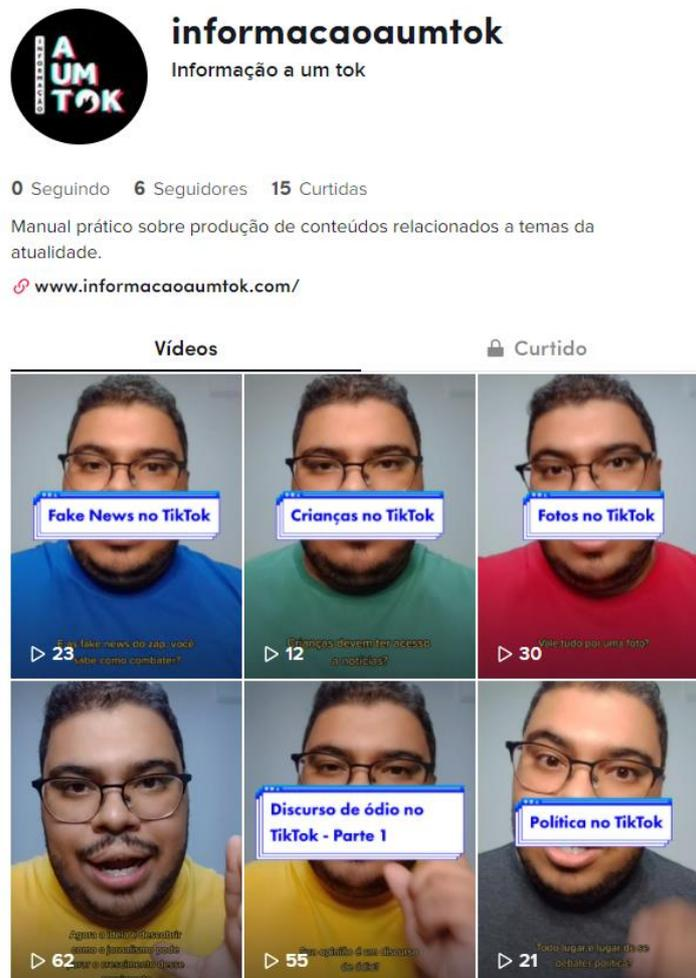 INFORMAÇÃO
A
UM
TOK
informacaoaumtok
Informação a um tok
0 Seguindo 6 Seguidores 15 Curtidas
Manual prático sobre produção de conteúdos relacionados a temas da
atualidade.
www.informacaoaumtok.com/
Vídeos Curtido
Fake News no TikTok
E as fake news do zap, você
sabe como combater?
23
Crianças no TikTok
Crianças devem ter acesso
a notícias?
12
Fotos no TikTok
Vale tudo por uma foto?
30
Agora a ideia é descobrir
como o jornalismo pode
o crescimento desse
62
Discurso de ódio no
TikTok - Parte 1
Sua opinião é um discurso
de ódio?
55
Política no TikTok
Todo lugar é lugar de se
debater política?
21